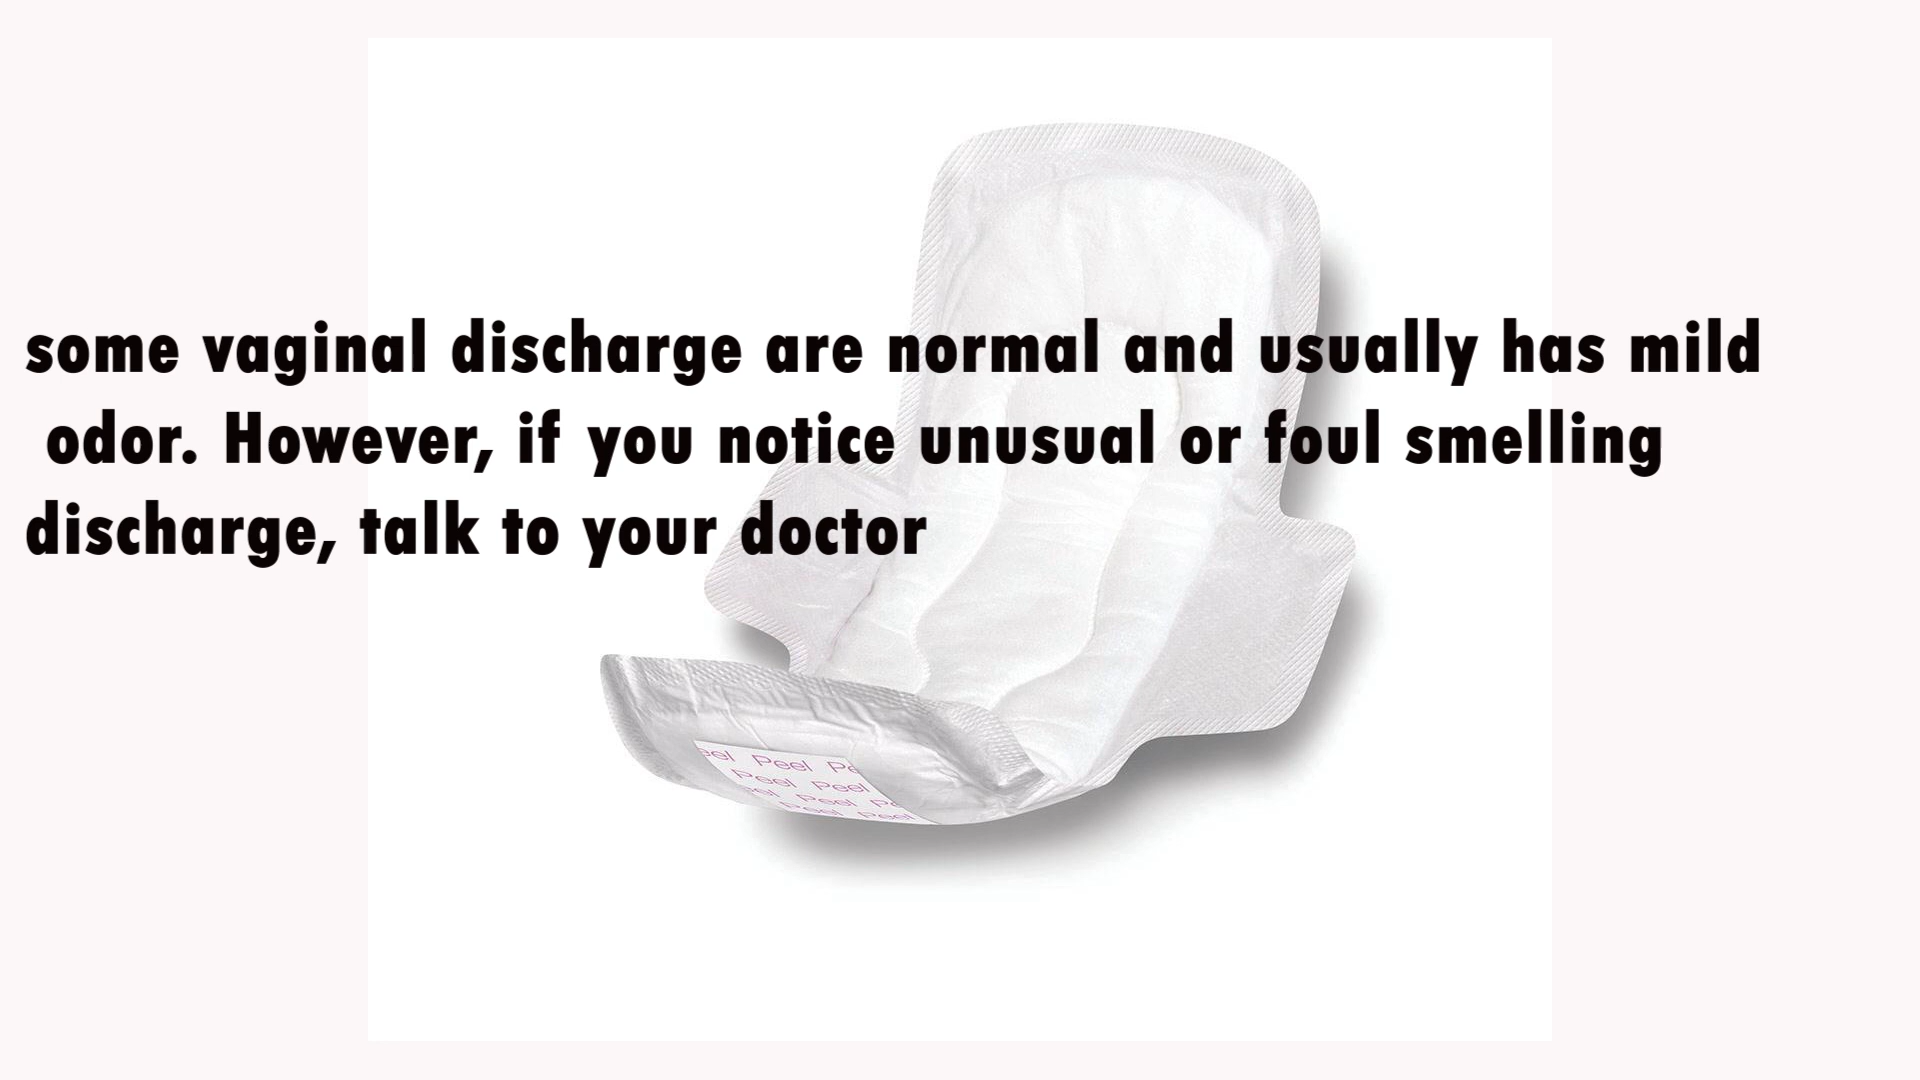 some vaginal discharge are normal and usually has mild
odor. However, if you notice unusual or foul smelling
discharge, talk to your doctor
Peel Peel
Peel Peel
Peel
Peel Peel